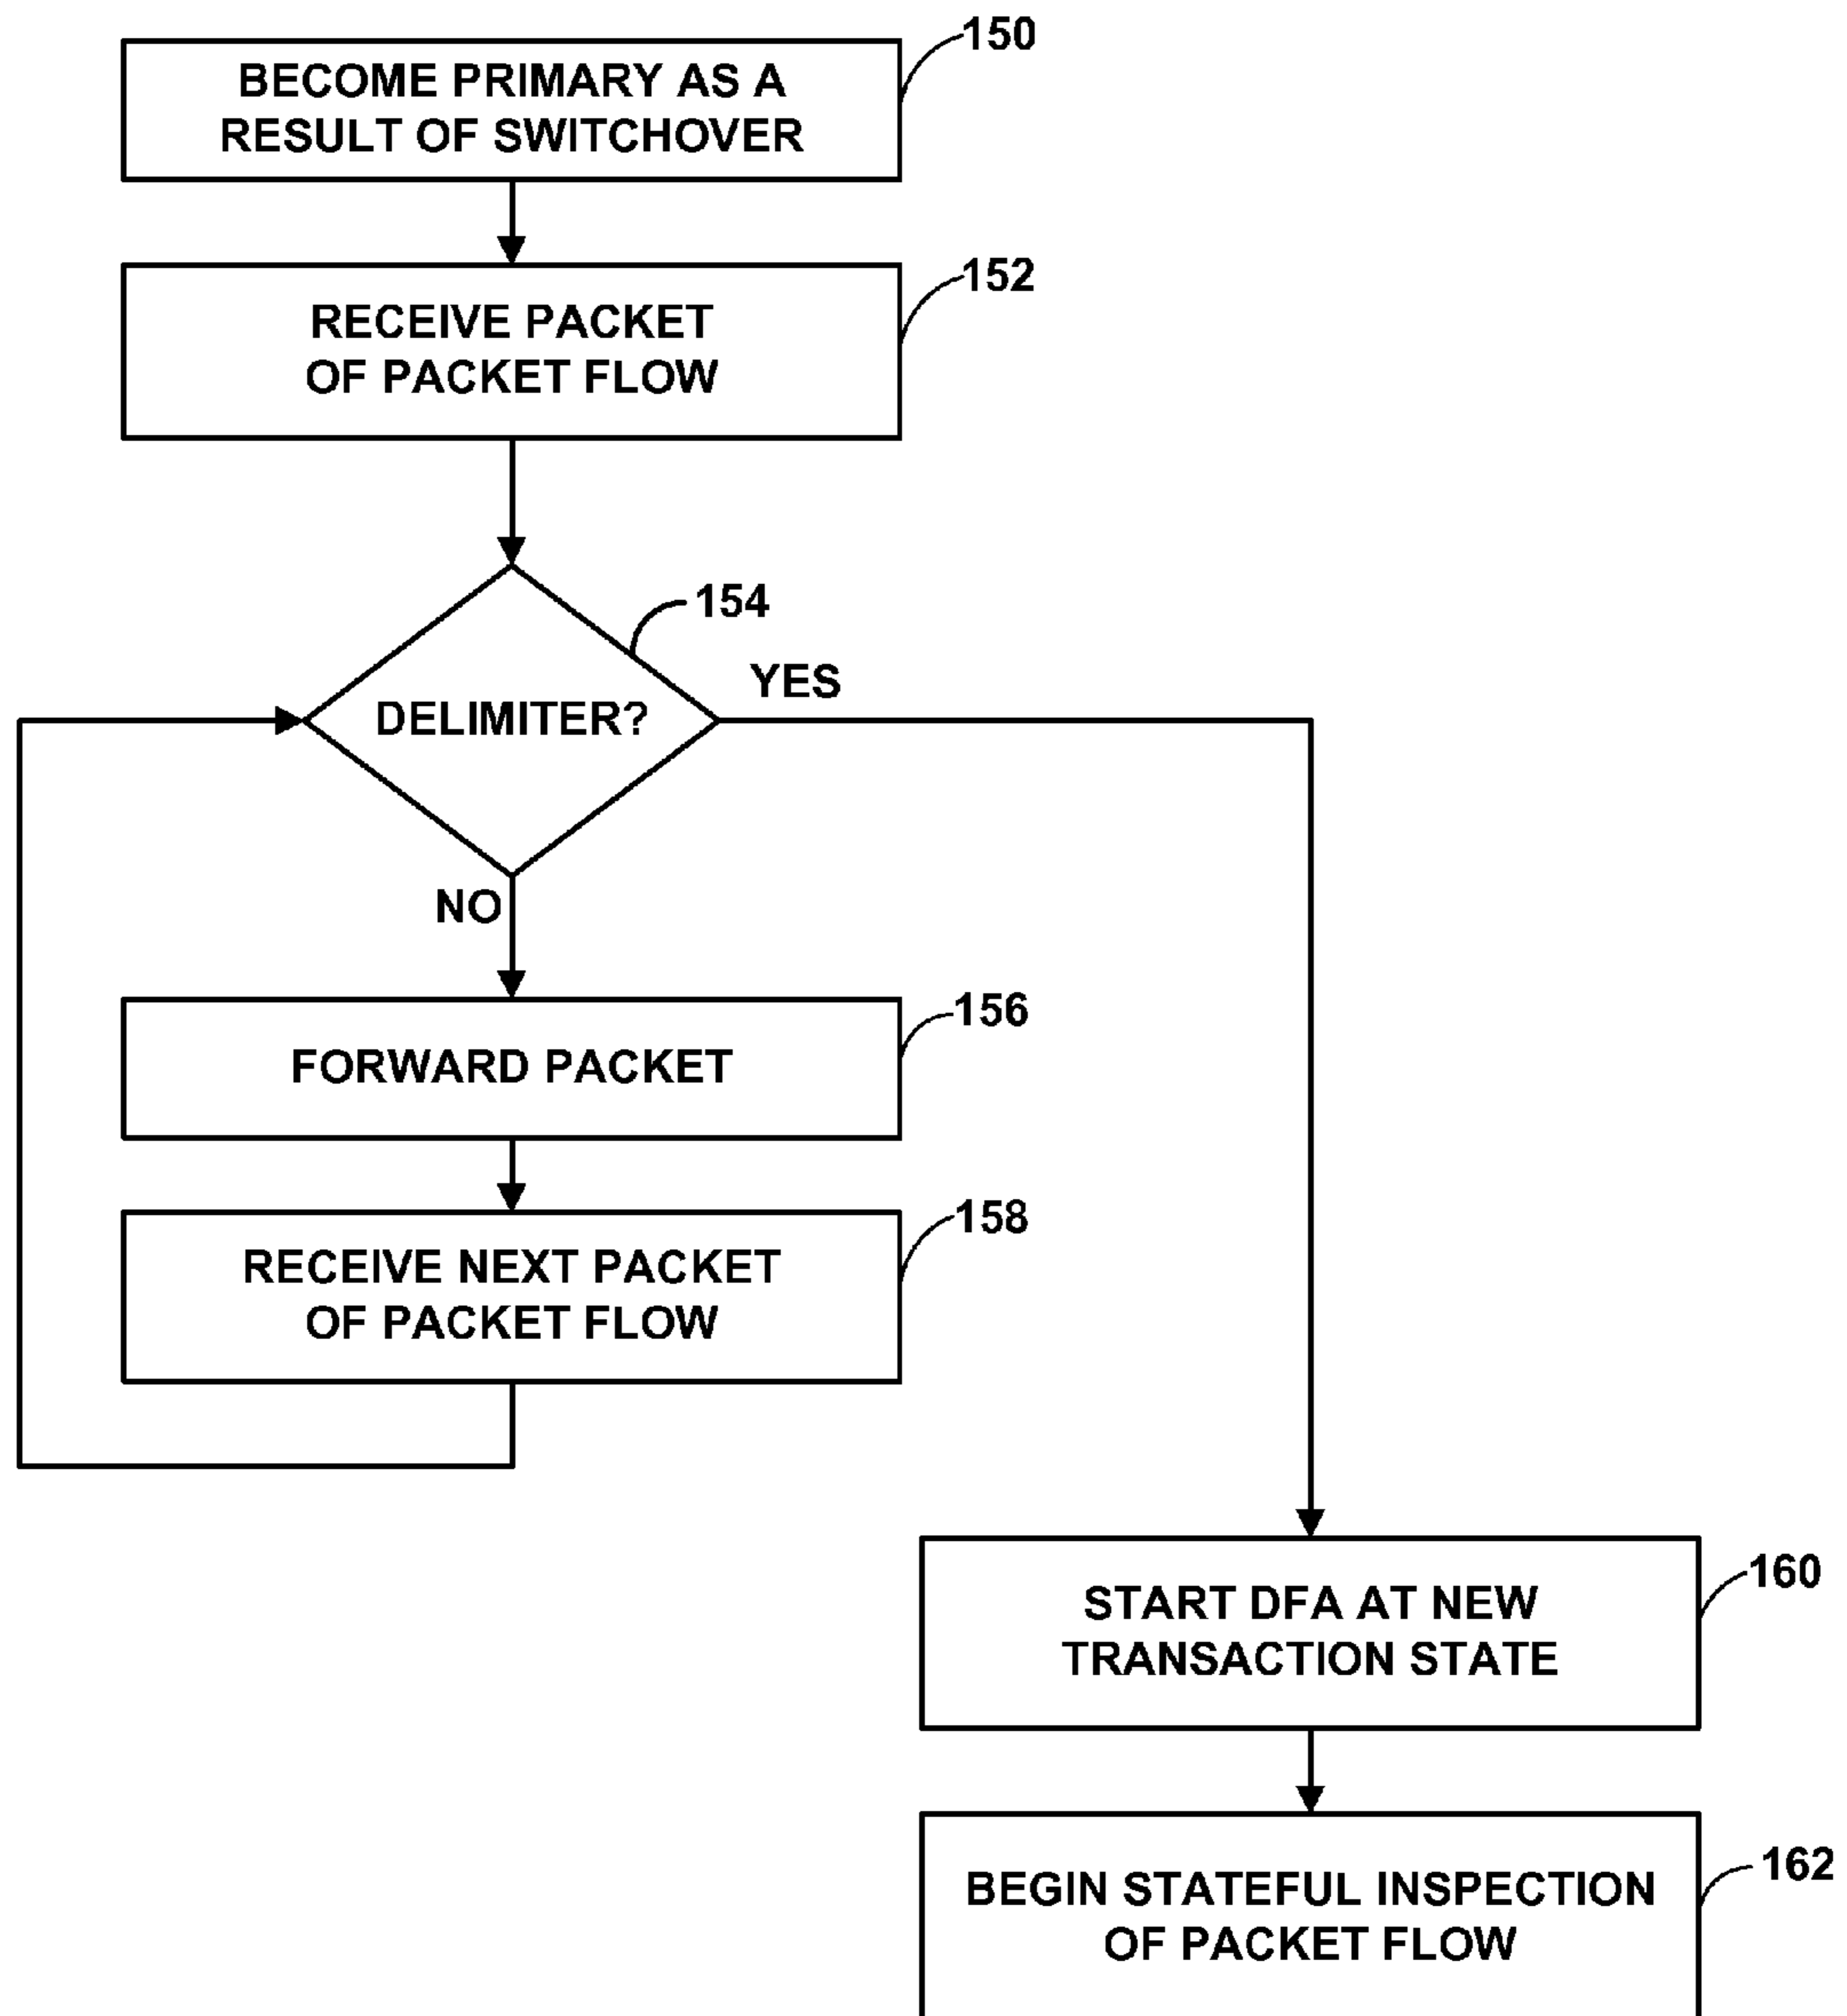 150
BECOME PRIMARY AS A
RESULT OF SWITCHOVER
152
RECEIVE PACKET
OF PACKET FLOW
154
YES
DELIMITER?
NO
156
FORWARD PACKET
158
RECEIVE NEXT PACKET
OF PACKET FLOW
160
START DFA AT NEW
TRANSACTION STATE
162
BEGIN STATEFUL INSPECTION
OF PACKET FLOW